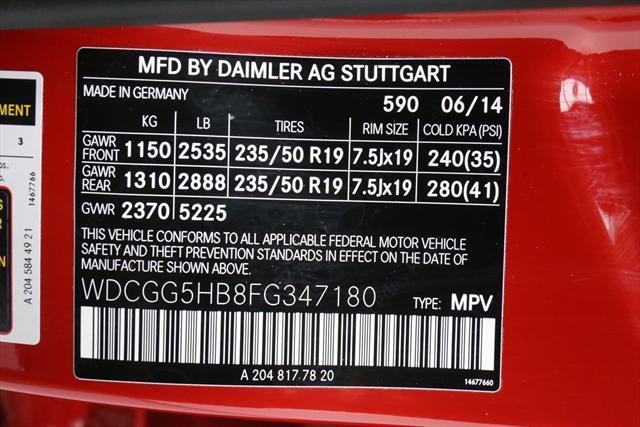 MFD BY DAIMLER AG STUTTGART
MADE IN GERMANY 590 06/14
KG LB TIRES RIM SIZE COLD KPA(PSI)
GAWR FRONT 1150 2535 235/50 R19 7.5Jx19 240(35)
GAWR REAR 1310 2888 235/50 R19 7.5Jx19 280(41)
GVWR 2370 5225
THIS VEHICLE CONFORMS TO ALL APPLICABLE FEDERAL MOTOR VEHICLE
SAFETY AND THEFT PREVENTION STANDARDS IN EFFECT ON THE DATE
OF MANUFACTURE SHOWN ABOVE.
WDCGG5HB8FG347180 TYPE: MPV
A 204 817 78 20
14677660
3
1467766
A 204 584 49 21